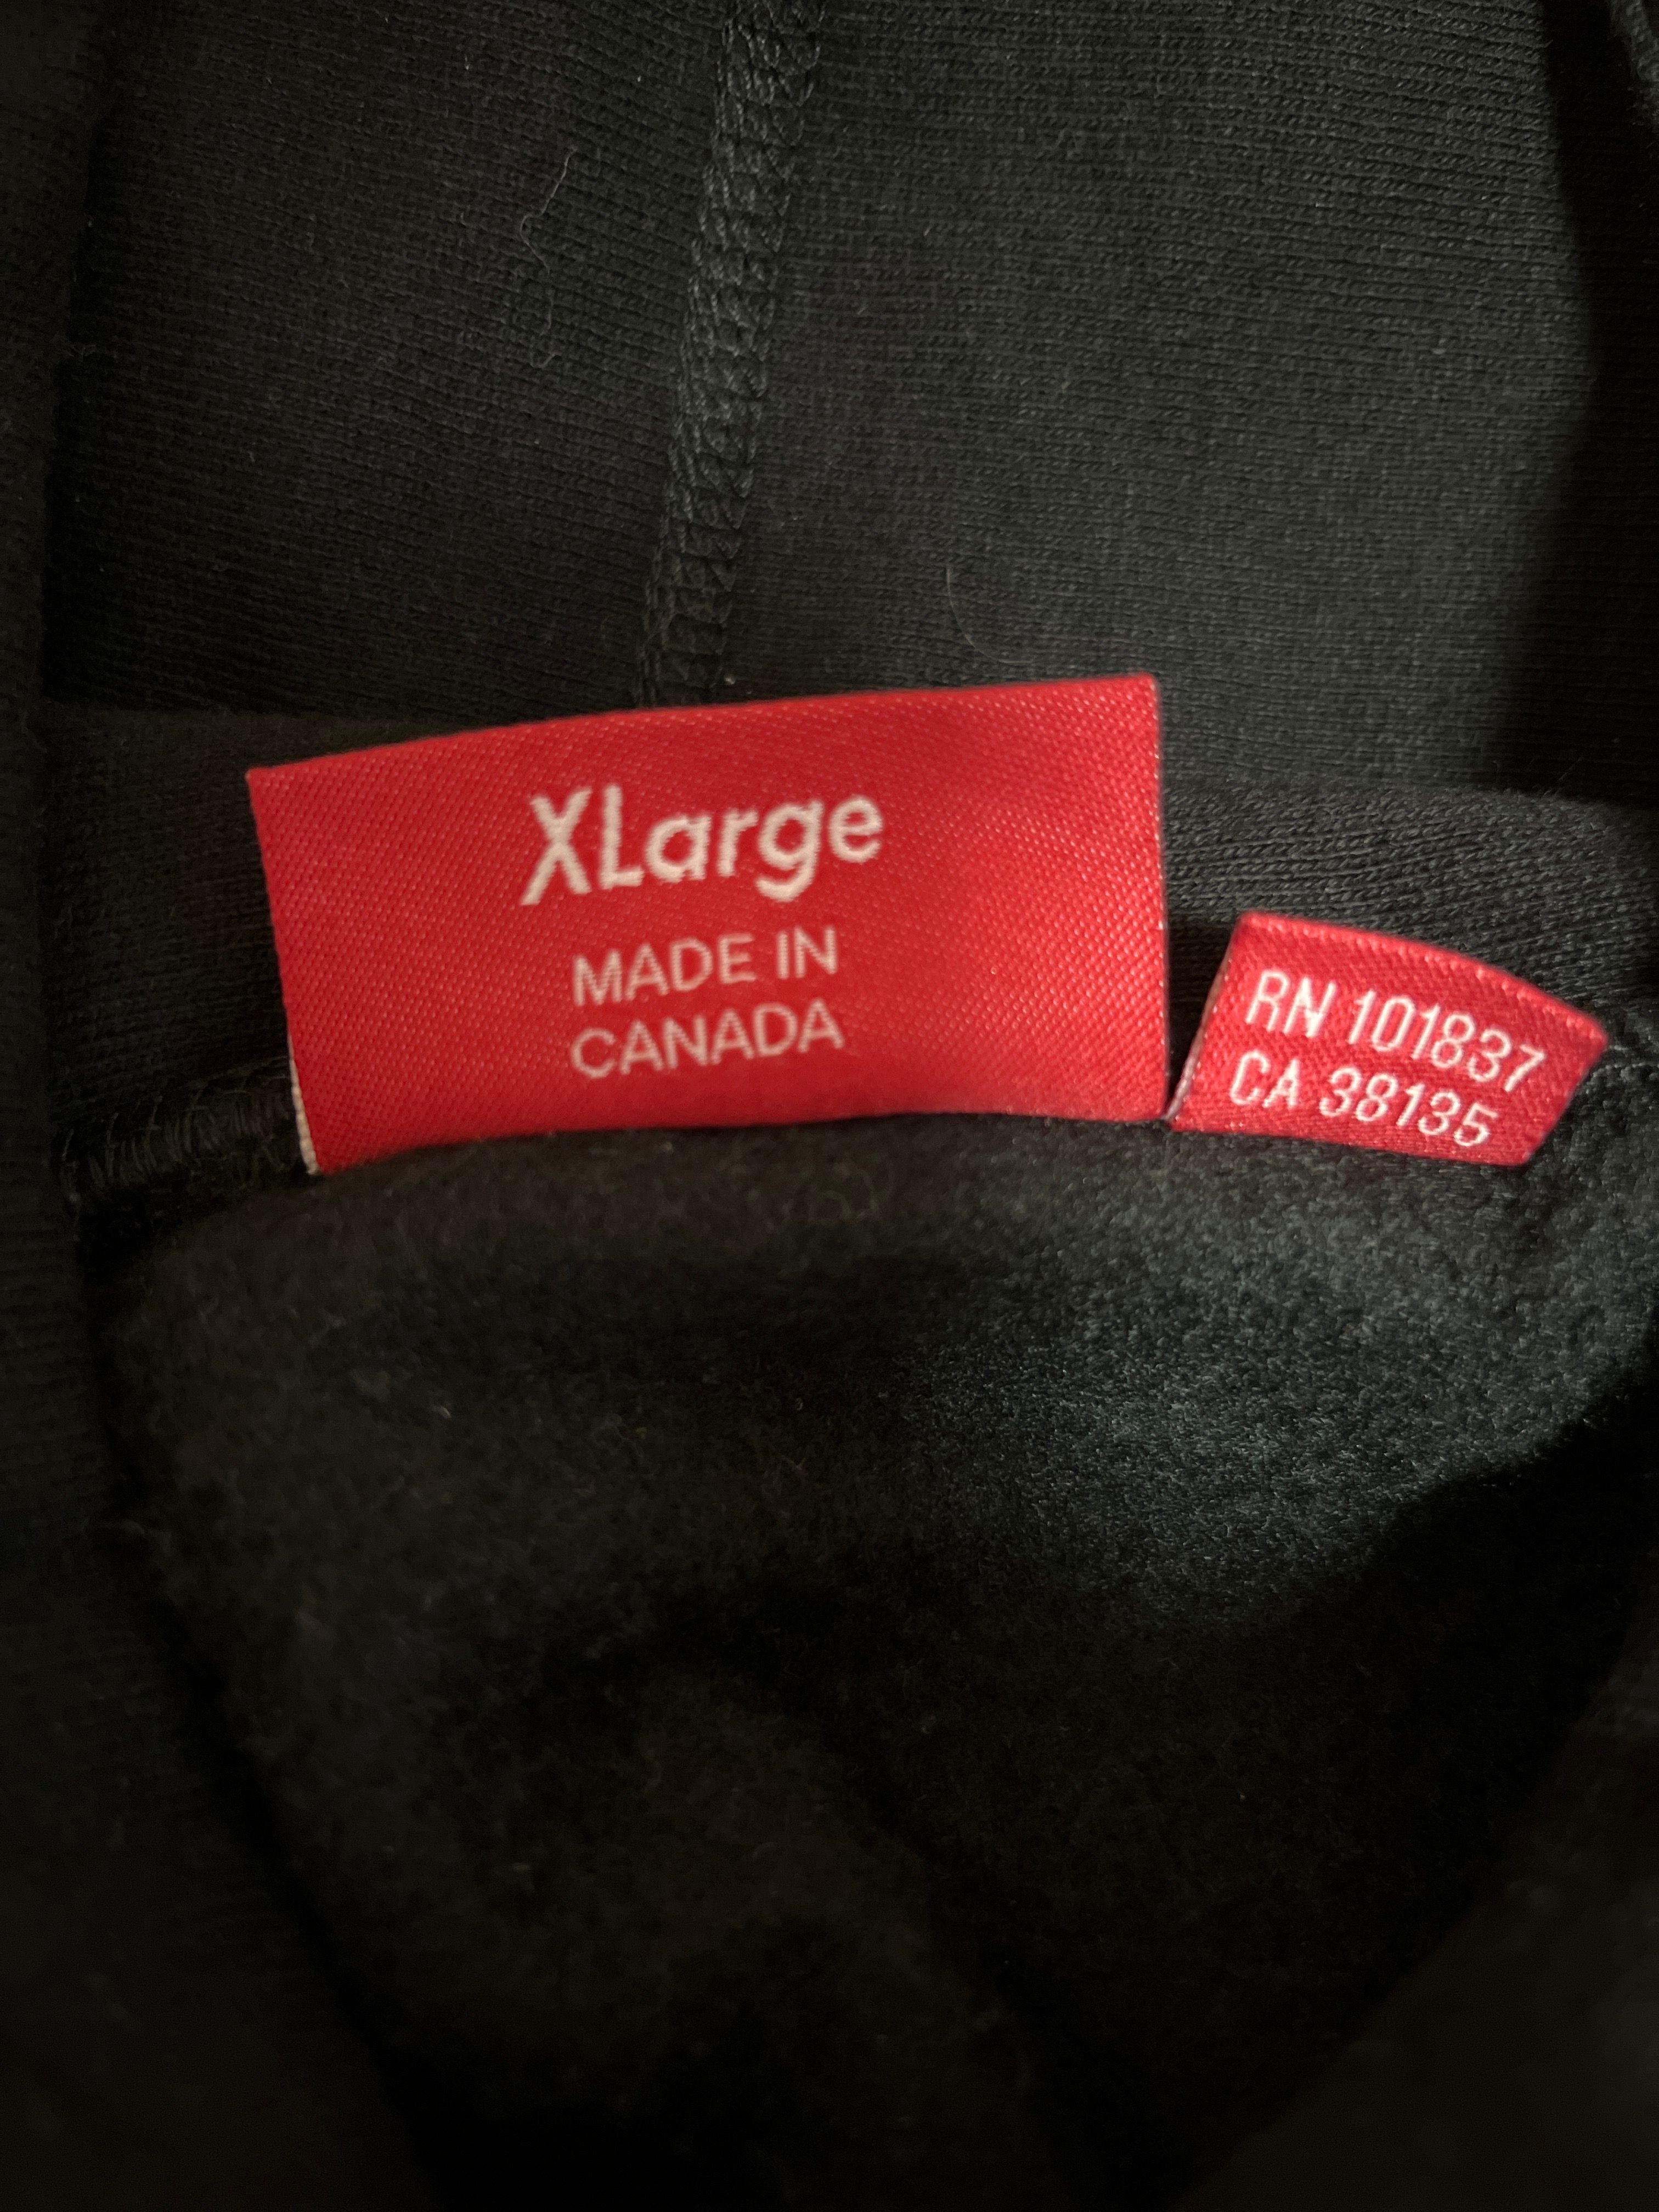 XLarge
MADE IN
CANADA
RN 101837
CA 38135